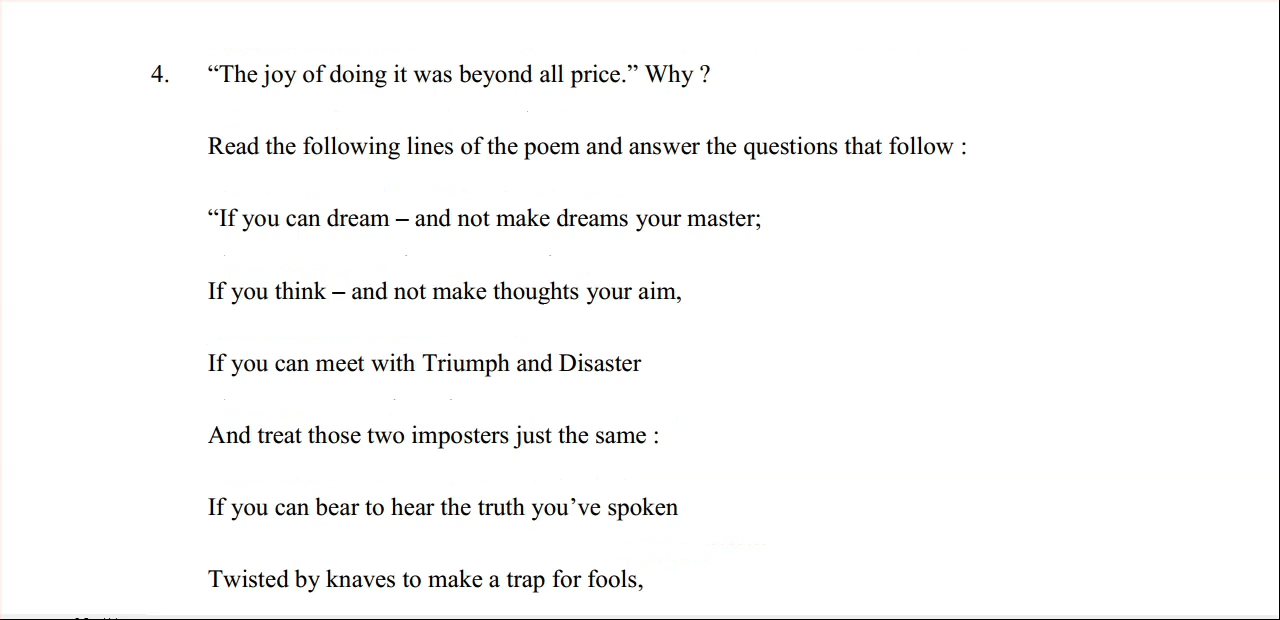 4. “The joy of doing it was beyond all price.” Why ?
Read the following lines of the poem and answer the questions that follow :
“If you can dream – and not make dreams your master;
If you think – and not make thoughts your aim,
If you can meet with Triumph and Disaster
And treat those two imposters just the same :
If you can bear to hear the truth you’ve spoken
Twisted by knaves to make a trap for fools,